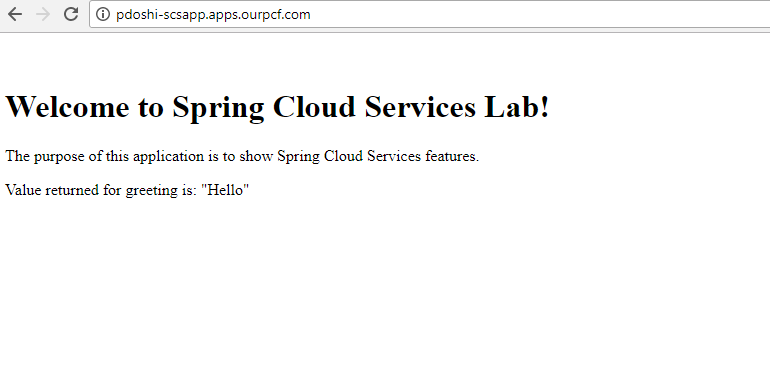 pdoshi-scsapp.apps.ourpcf.com
Welcome to Spring Cloud Services Lab!
The purpose of this application is to show Spring Cloud Services features.
Value returned for greeting is: "Hello"